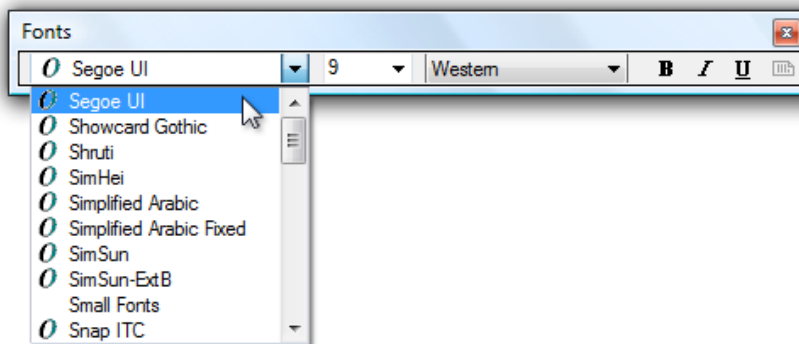 Fonts
Segoe UI 9 Western B I U
Segoe UI
Showcard Gothic
Shruti
SimHei
Simplified Arabic
Simplified Arabic Fixed
SimSun
SimSun-ExtB
Small Fonts
Snap ITC